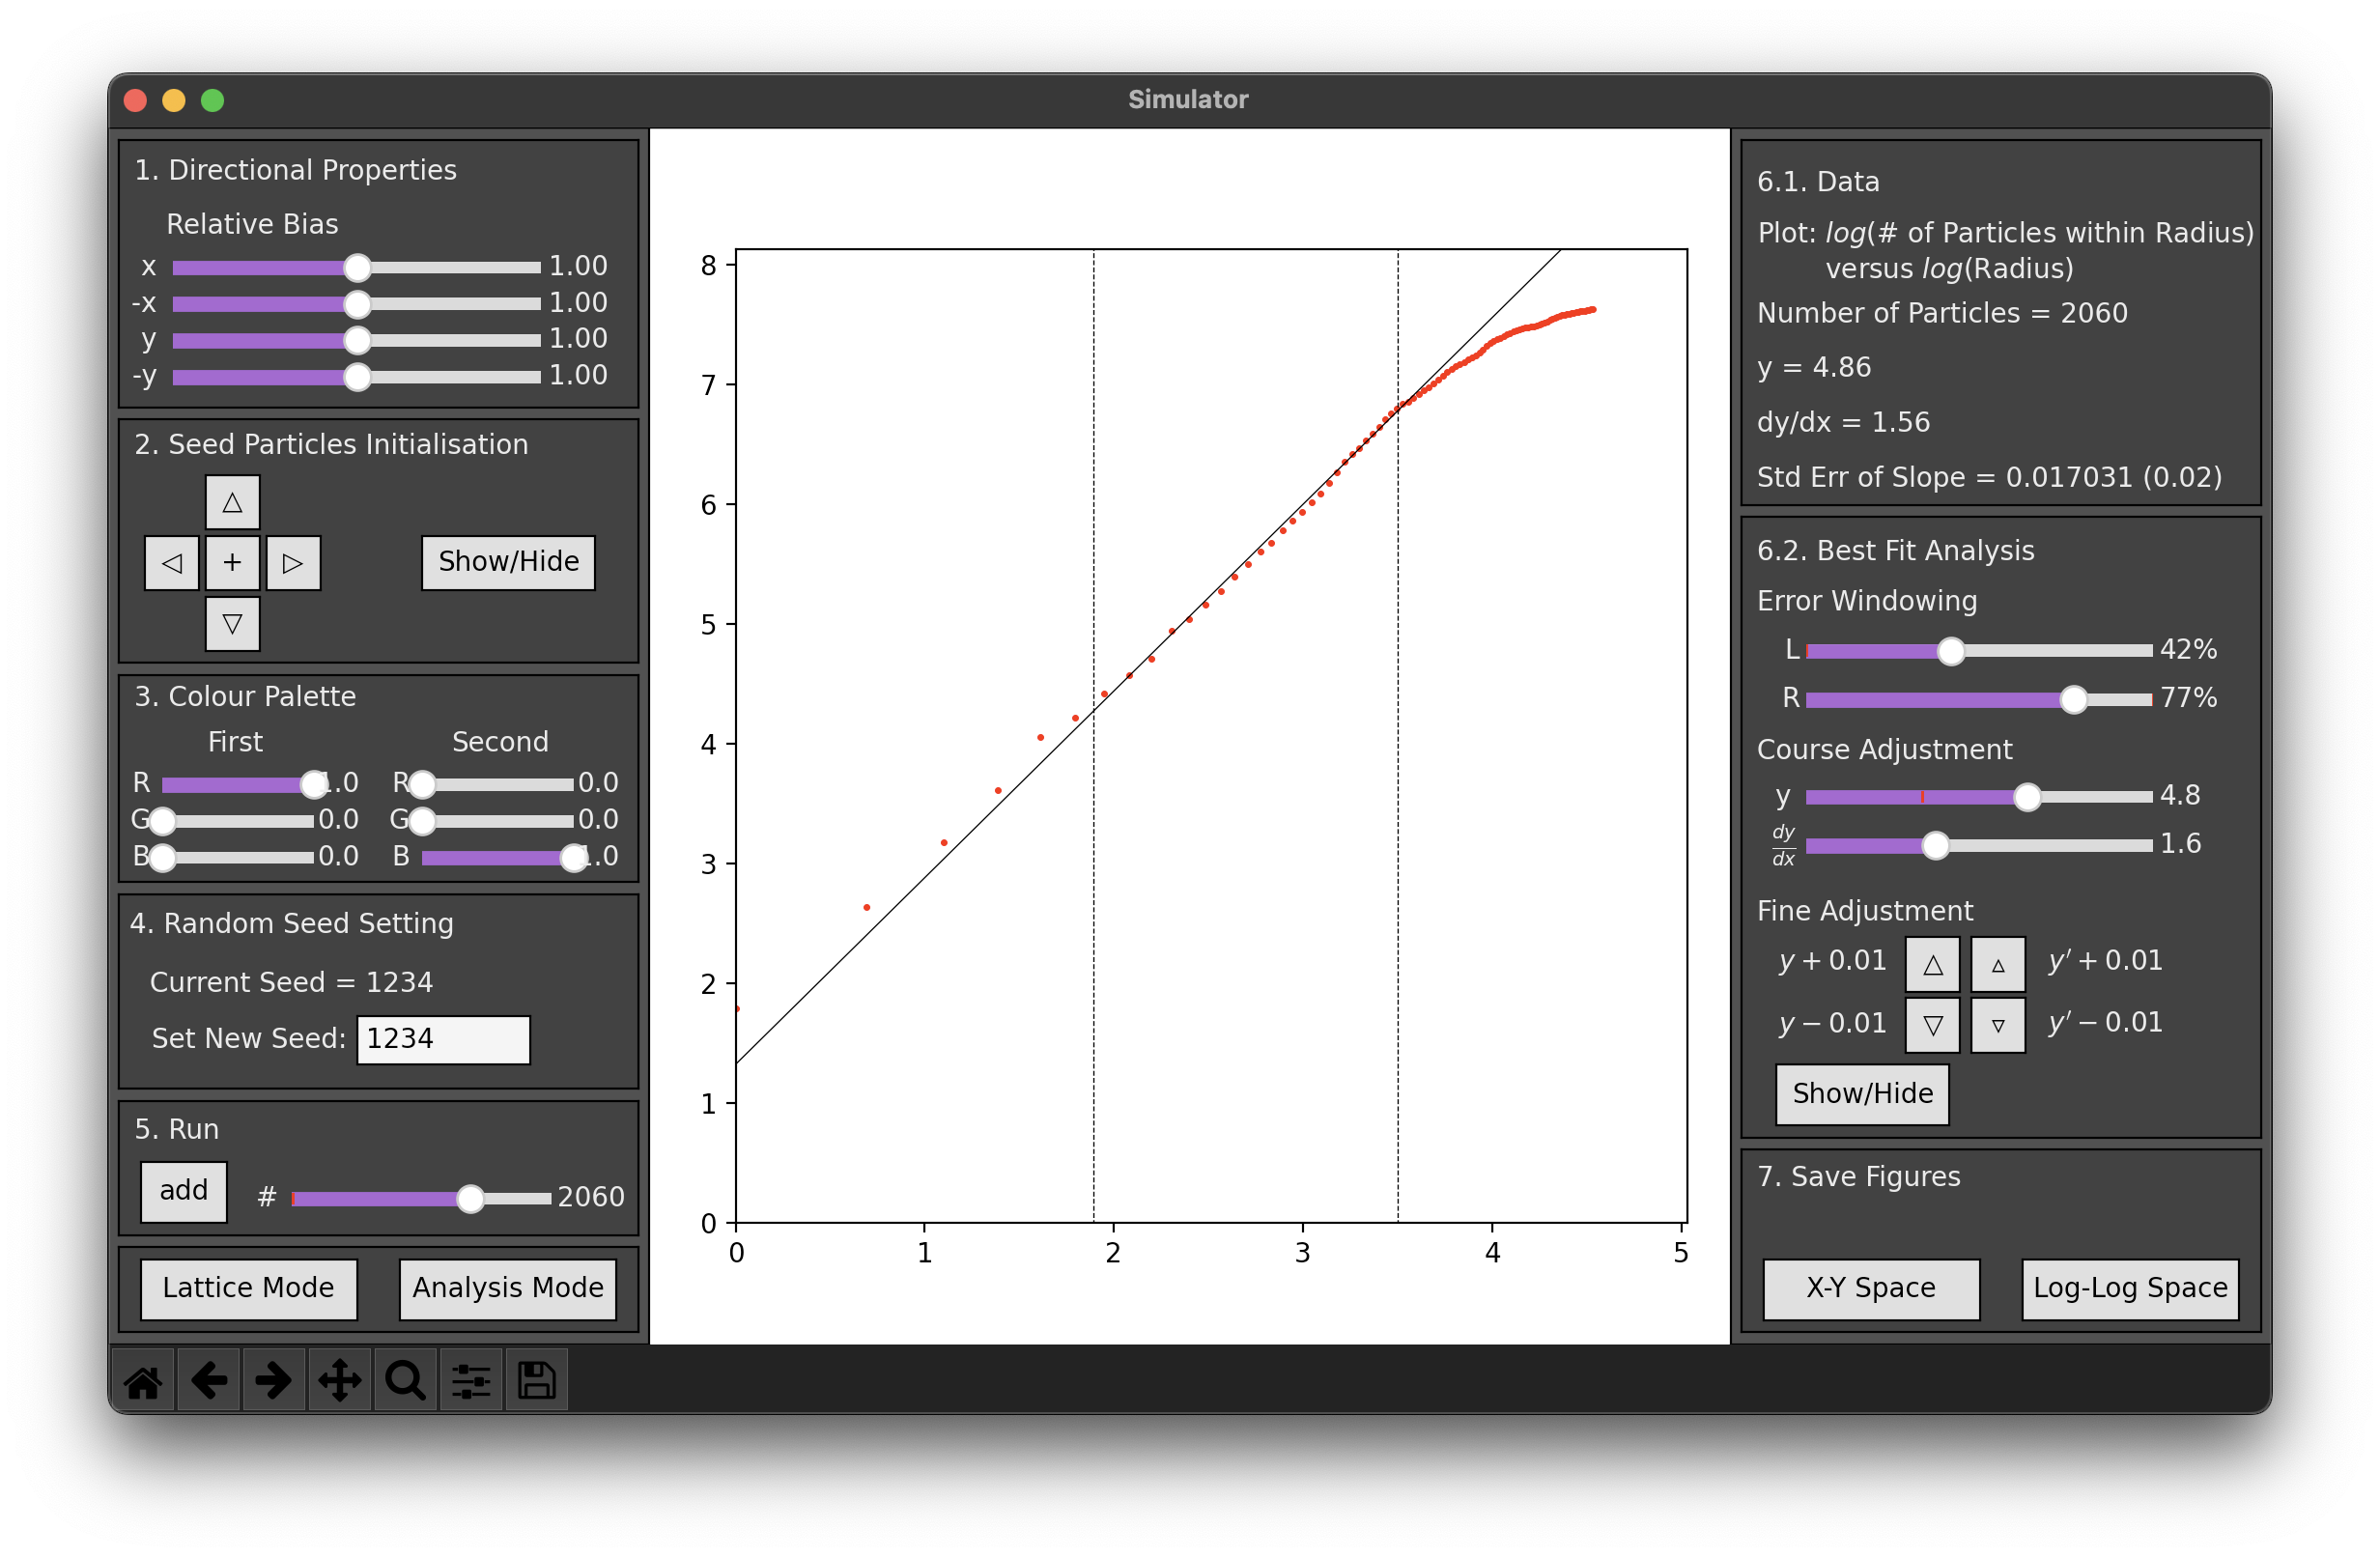 Simulator
1. Directional Properties
Relative Bias
x 1.00
-x 1.00
y 1.00
-y 1.00
2. Seed Particles Initialisation
△
◁ + ▷ Show/Hide
▽
3. Colour Palette
First Second
R 1.0 R 0.0
G 0.0 G 0.0
B 0.0 B 1.0
4. Random Seed Setting
Current Seed = 1234
Set New Seed: 1234
5. Run
add # 2060
Lattice Mode Analysis Mode
8
7
6
5
4
3
2
1
0
0 1 2 3 4 5
6.1. Data
Plot: log(# of Particles within Radius)
versus log(Radius)
Number of Particles = 2060
y = 4.86
dy/dx = 1.56
Std Err of Slope = 0.017031 (0.02)
6.2. Best Fit Analysis
Error Windowing
L 42%
R 77%
Course Adjustment
y 4.8
dy/dx 1.6
Fine Adjustment
y + 0.01 △ ▵ y′ + 0.01
y − 0.01 ▽ ▿ y′ − 0.01
Show/Hide
7. Save Figures
X-Y Space Log-Log Space